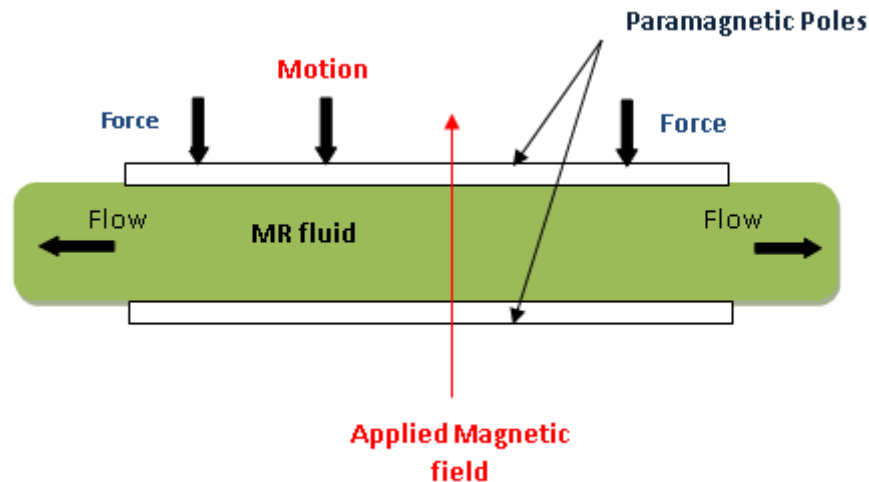 Paramagnetic Poles
Motion
Force
Force
Flow
Flow
MR fluid
Applied Magnetic
field